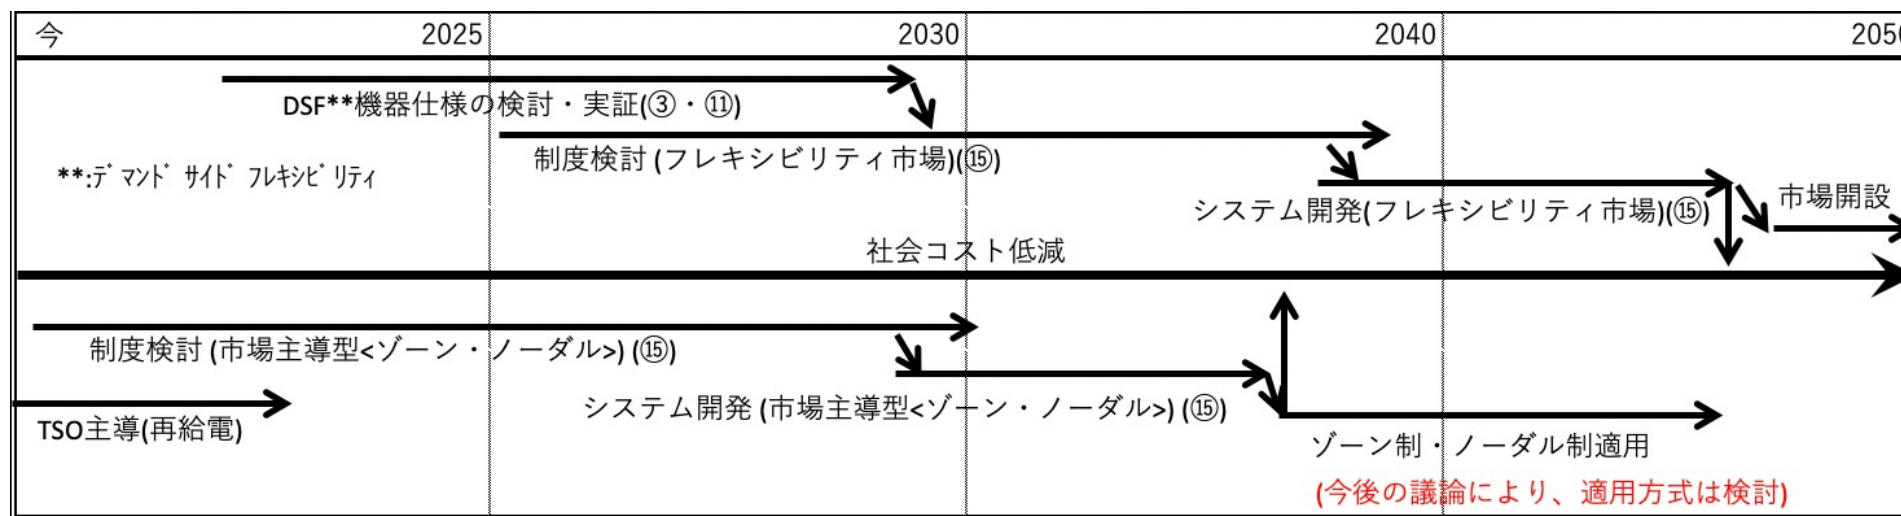 今 2025 2030 2040 2050
DSF**機器仕様の検討・実証(③・⑪)
制度検討 (フレキシビリティ市場)(⑮)
**:ﾃﾞﾏﾝﾄﾞ ｻｲﾄﾞ ﾌﾚｷｼﾋﾞﾘﾃｨ
システム開発(フレキシビリティ市場)(⑮)
市場開設
社会コスト低減
制度検討 (市場主導型<ゾーン・ノーダル>) (⑮)
システム開発 (市場主導型<ゾーン・ノーダル>) (⑮)
TSO主導(再給電)
ゾーン制・ノーダル制適用
(今後の議論により、適用方式は検討)